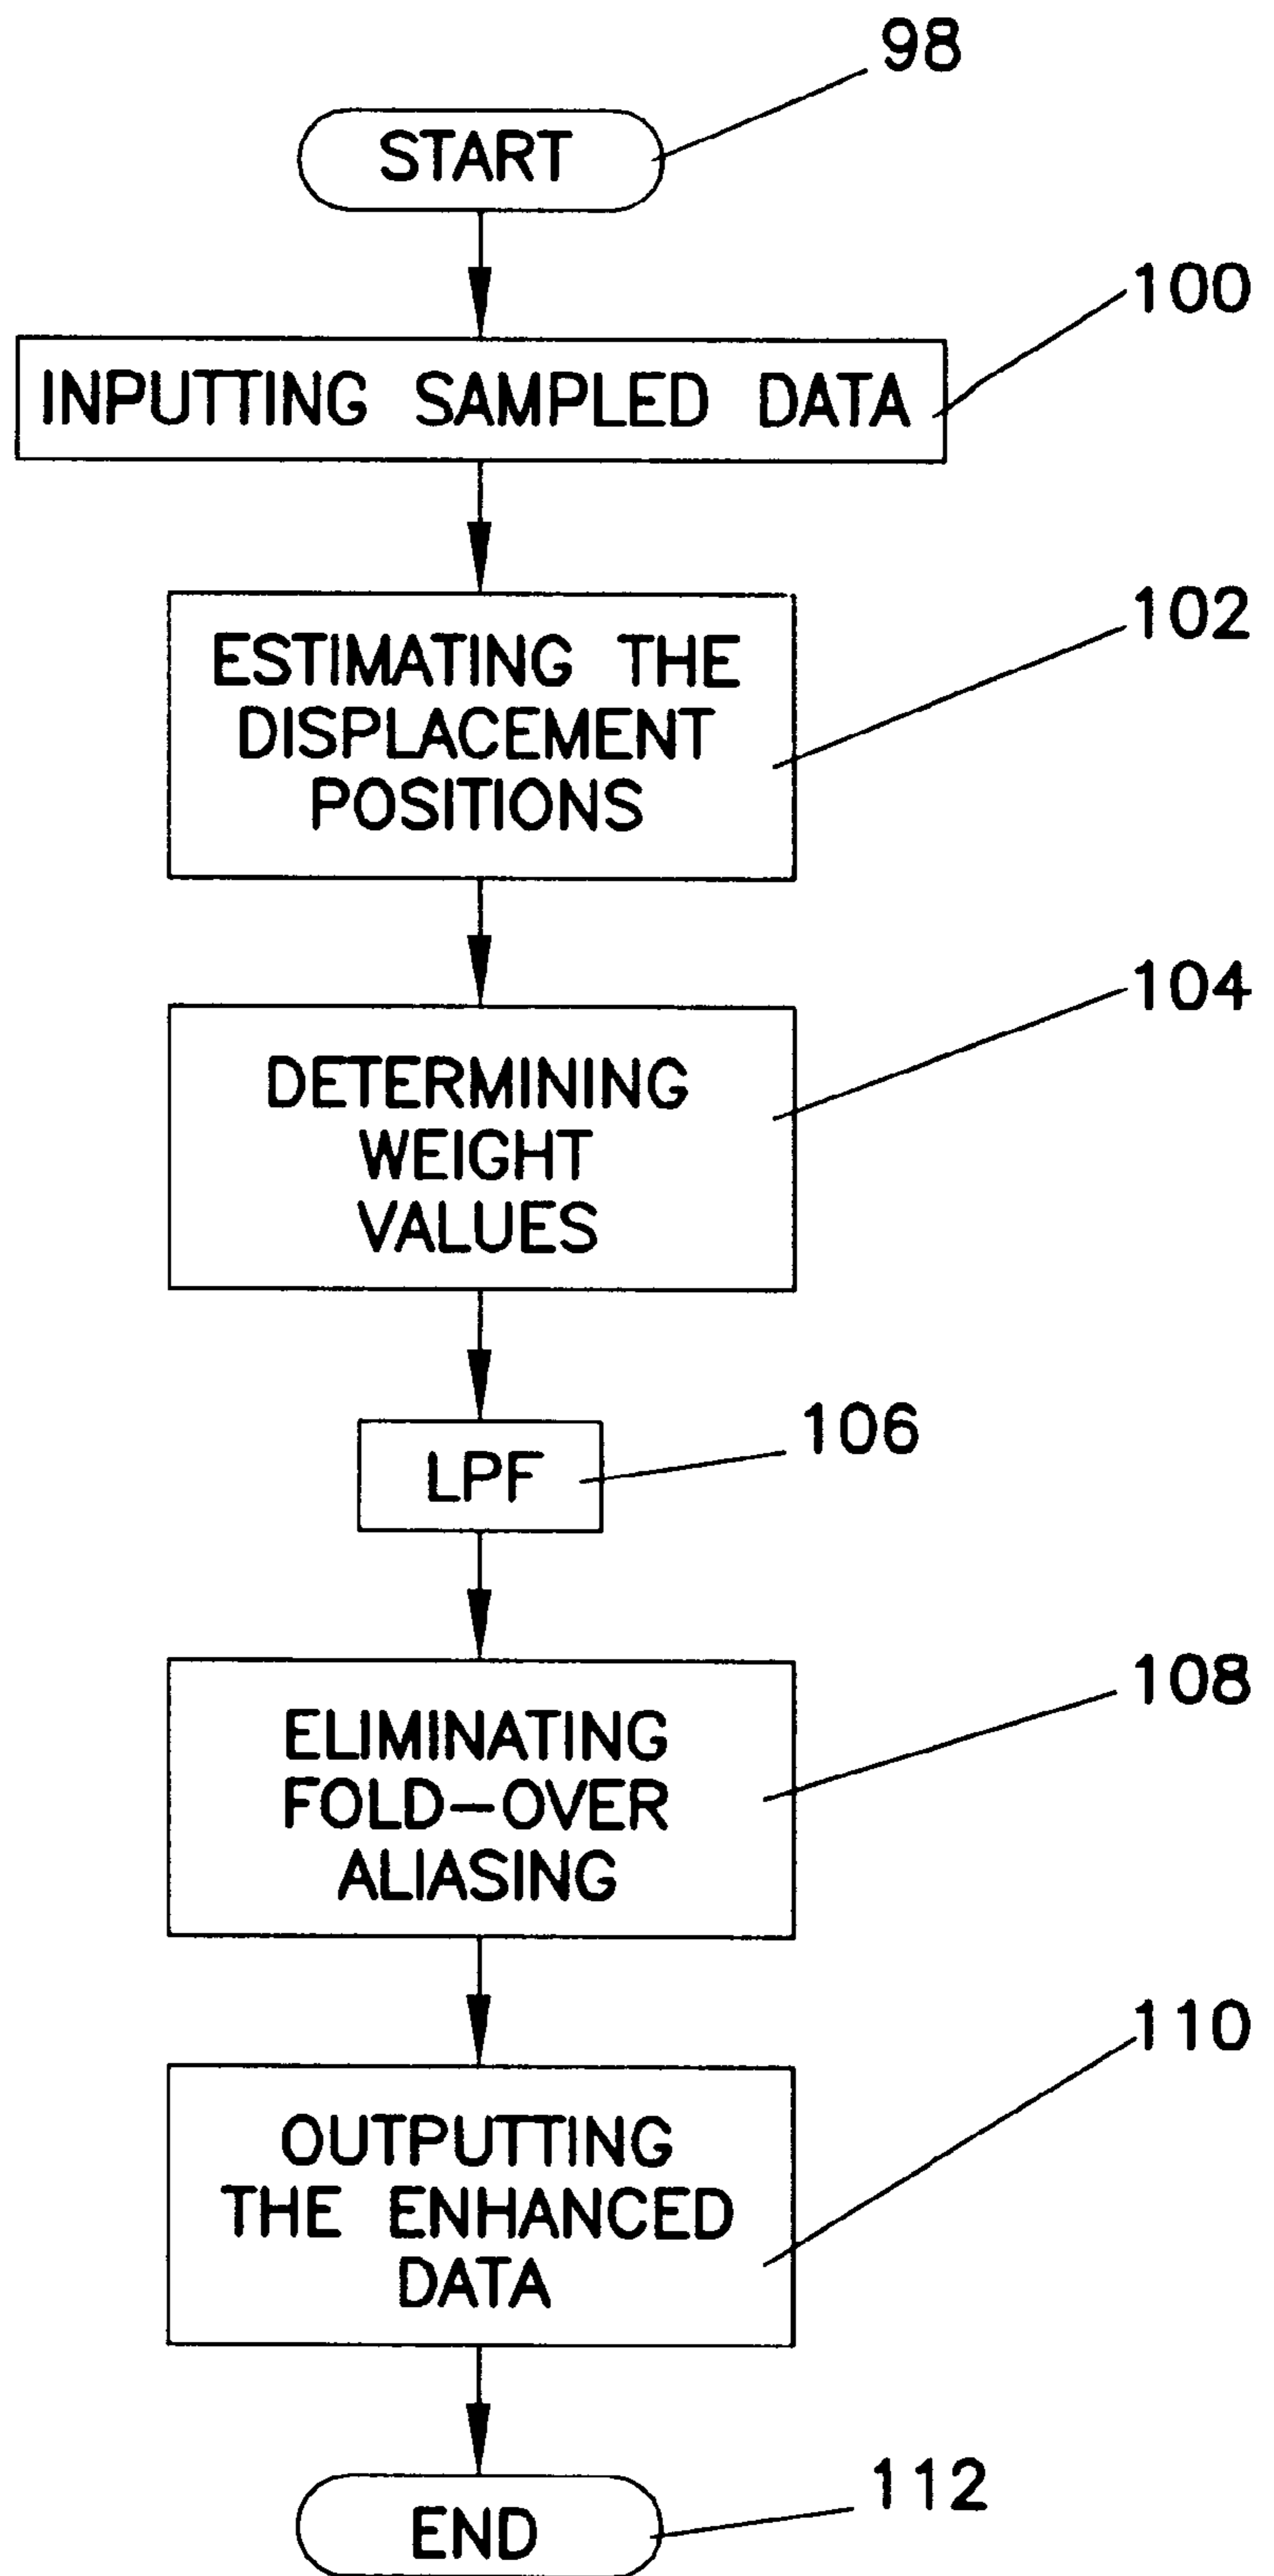 98
START
100
INPUTTING SAMPLED DATA
102
ESTIMATING THE
DISPLACEMENT
POSITIONS
104
DETERMINING
WEIGHT
VALUES
106
LPF
108
ELIMINATING
FOLD-OVER
ALIASING
110
OUTPUTTING
THE ENHANCED
DATA
112
END